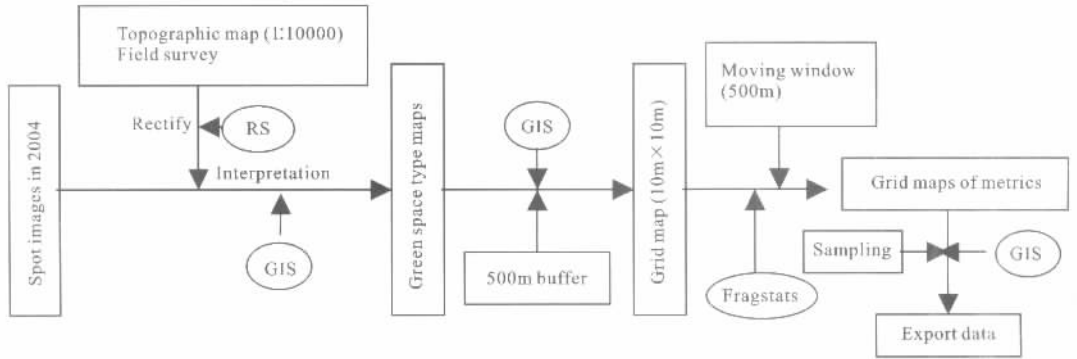 Topographic map (1:10000)
Field survey
Spot images in 2004
Rectify
RS
Interpretation
GIS
Green space type maps
GIS
500m buffer
Grid map (10m×10m)
Moving window
(500m)
Fragstats
Grid maps of metrics
Sampling
GIS
Export data